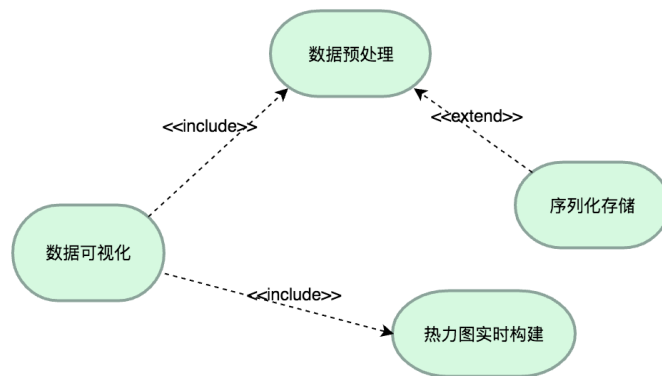 数据预处理
<<include>>
<<extend>>
序列化存储
数据可视化
<<include>>
热力图实时构建